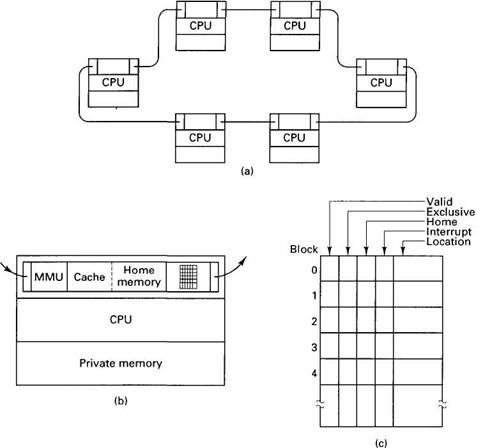 CPU
CPU
CPU
CPU
CPU
CPU
(a)
MMU
Cache
Home
memory
CPU
Private memory
(b)
Valid
Exclusive
Home
Interrupt
Location
Block
0
1
2
3
4
(c)